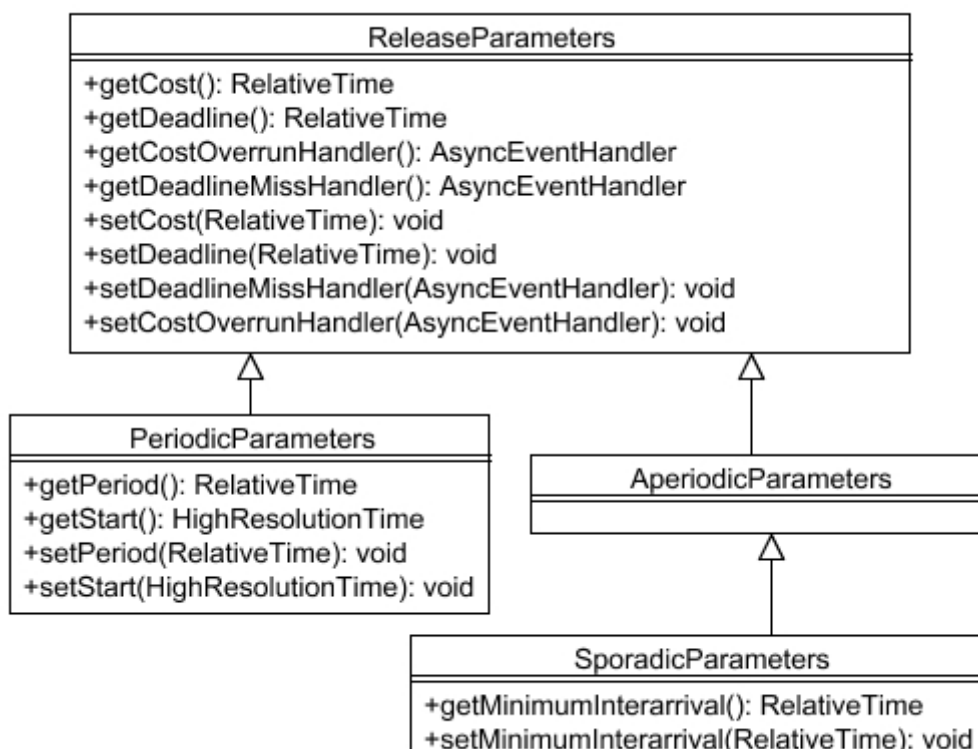 ReleaseParameters
+getCost(): RelativeTime
+getDeadline(): RelativeTime
+getCostOverrunHandler(): AsyncEventHandler
+getDeadlineMissHandler(): AsyncEventHandler
+setCost(RelativeTime): void
+setDeadline(RelativeTime): void
+setDeadlineMissHandler(AsyncEventHandler): void
+setCostOverrunHandler(AsyncEventHandler): void
PeriodicParameters
+getPeriod(): RelativeTime
+getStart(): HighResolutionTime
+setPeriod(RelativeTime): void
+setStart(HighResolutionTime): void
AperiodicParameters
SporadicParameters
+getMinimumInterarrival(): RelativeTime
+setMinimumInterarrival(RelativeTime): void